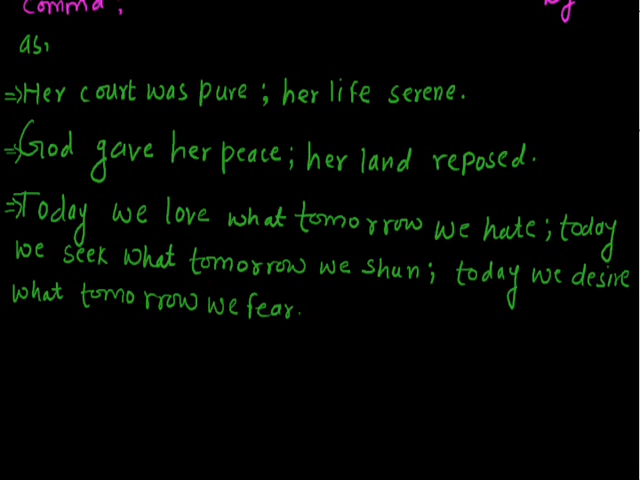 comma;
by
as,
⇒ Her court was pure; her life serene.
⇒ God gave her peace; her land reposed.
⇒ Today we love what tomorrow we hate; today
we seek what tomorrow we shun; today we desire
what tomorrow we fear.